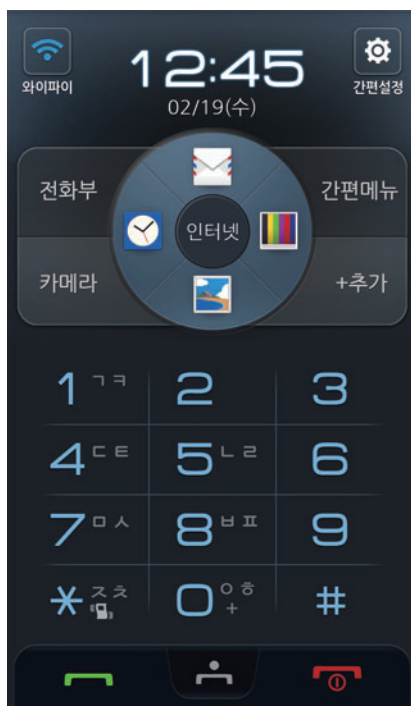 12:45
와이파이
간편설정
02/19(수)
전화부
간편메뉴
인터넷
카메라
+추가
1 ㄱㅋ 2 3
4 ㄷㅌ 5 ㄴㄹ 6
7 ㅁㅅ 8 ㅂㅍ 9
* ㅈㅊ 0 ㅇㅎ + #